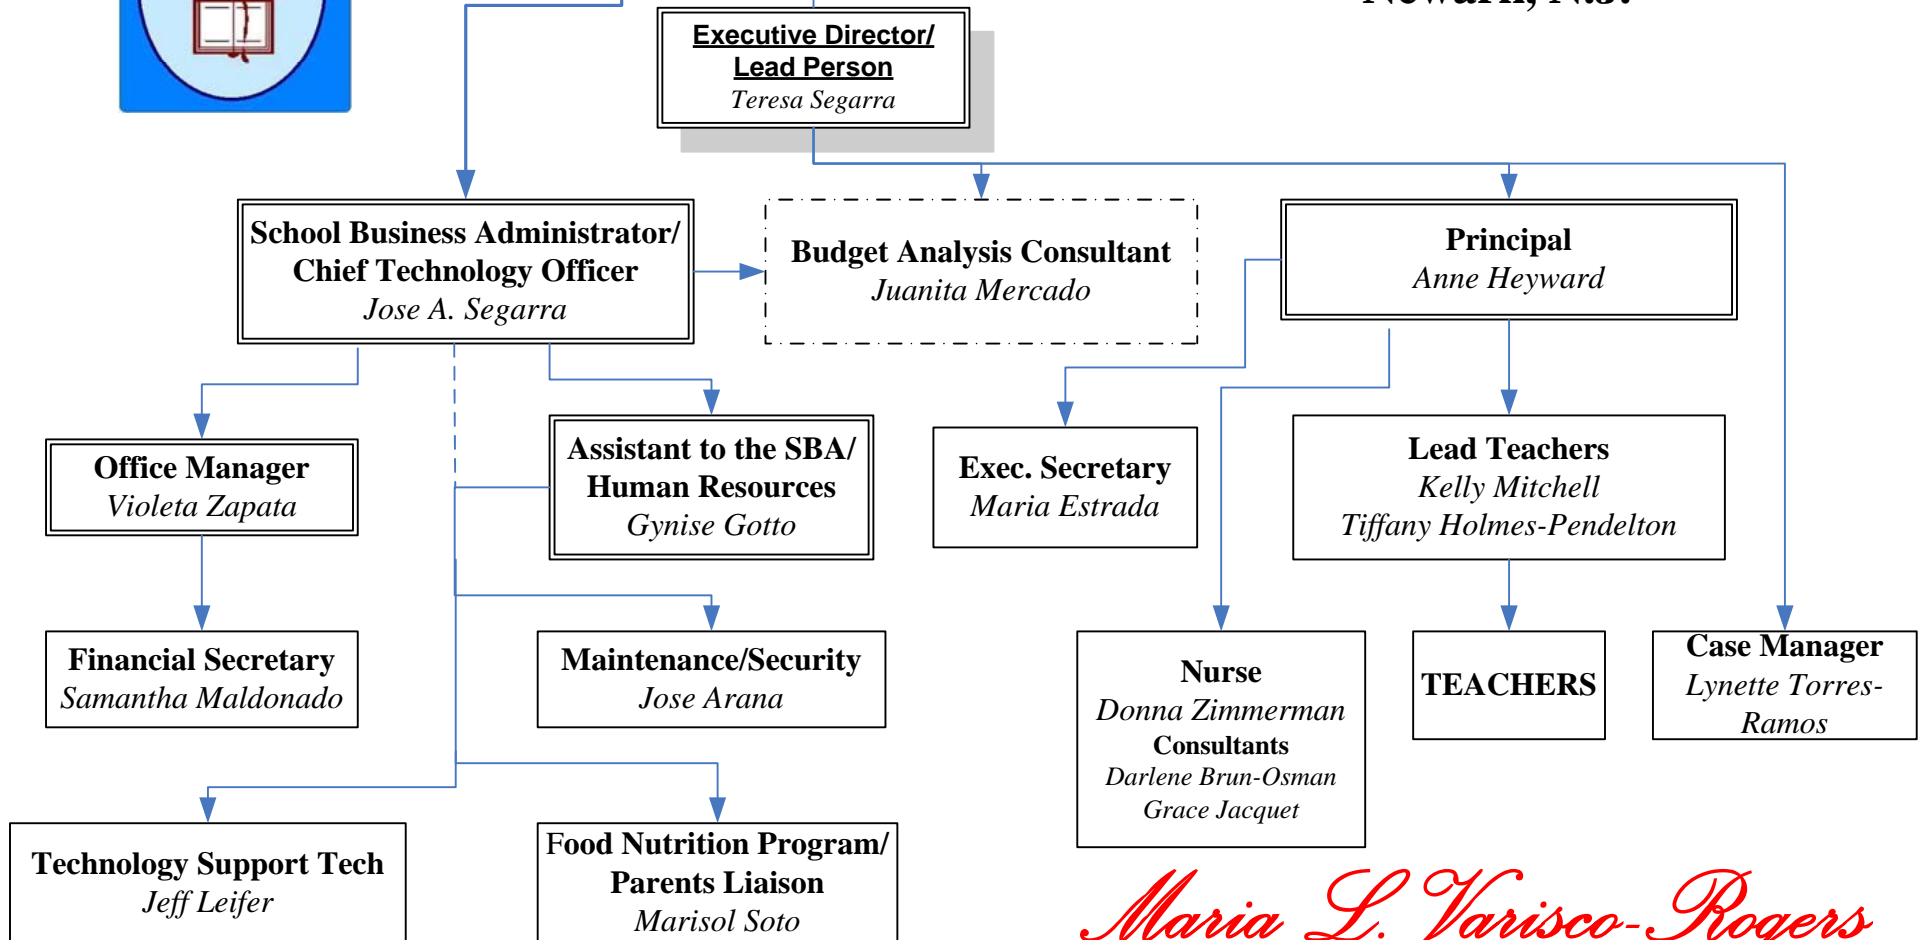 Newark, N.J.
Executive Director/
Lead Person
Teresa Segarra
School Business Administrator/
Chief Technology Officer
Jose A. Segarra
Budget Analysis Consultant
Juanita Mercado
Principal
Anne Heyward
Office Manager
Violeta Zapata
Assistant to the SBA/
Human Resources
Gynise Gotto
Exec. Secretary
Maria Estrada
Lead Teachers
Kelly Mitchell
Tiffany Holmes-Pendelton
Financial Secretary
Samantha Maldonado
Maintenance/Security
Jose Arana
Nurse
Donna Zimmerman
Consultants
Darlene Brun-Osman
Grace Jacquet
TEACHERS
Case Manager
Lynette Torres-
Ramos
Technology Support Tech
Jeff Leifer
Food Nutrition Program/
Parents Liaison
Marisol Soto
Maria L. Varisco-Rogers